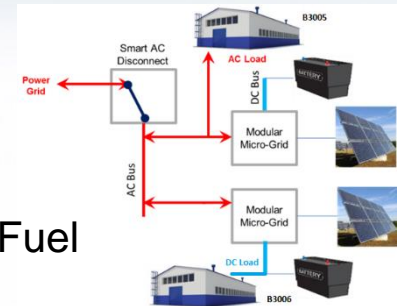 B3005
Smart AC
Disconnect
AC Load
Power
Grid
DC Bus
BATTERY
Modular
Micro-Grid
AC Bus
Modular
Micro-Grid
Fuel
DC Load
BATTERY
B3006